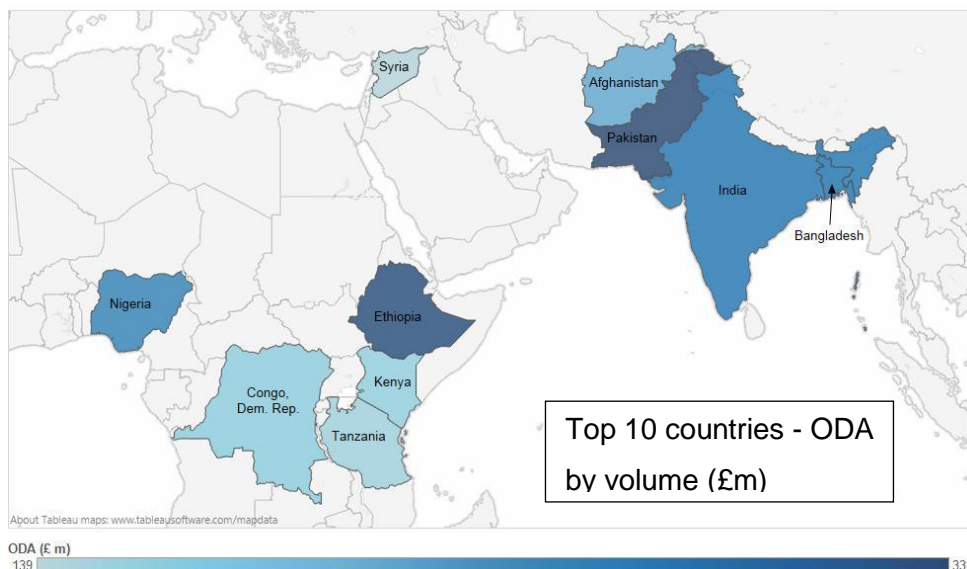 Syria
Afghanistan
Pakistan
India
Bangladesh
Nigeria
Ethiopia
Kenya
Congo,
Dem. Rep.
Tanzania
Top 10 countries - ODA
by volume (£m)
About Tableau maps: www.tableausoftware.com/mapdata
ODA (£ m)
139